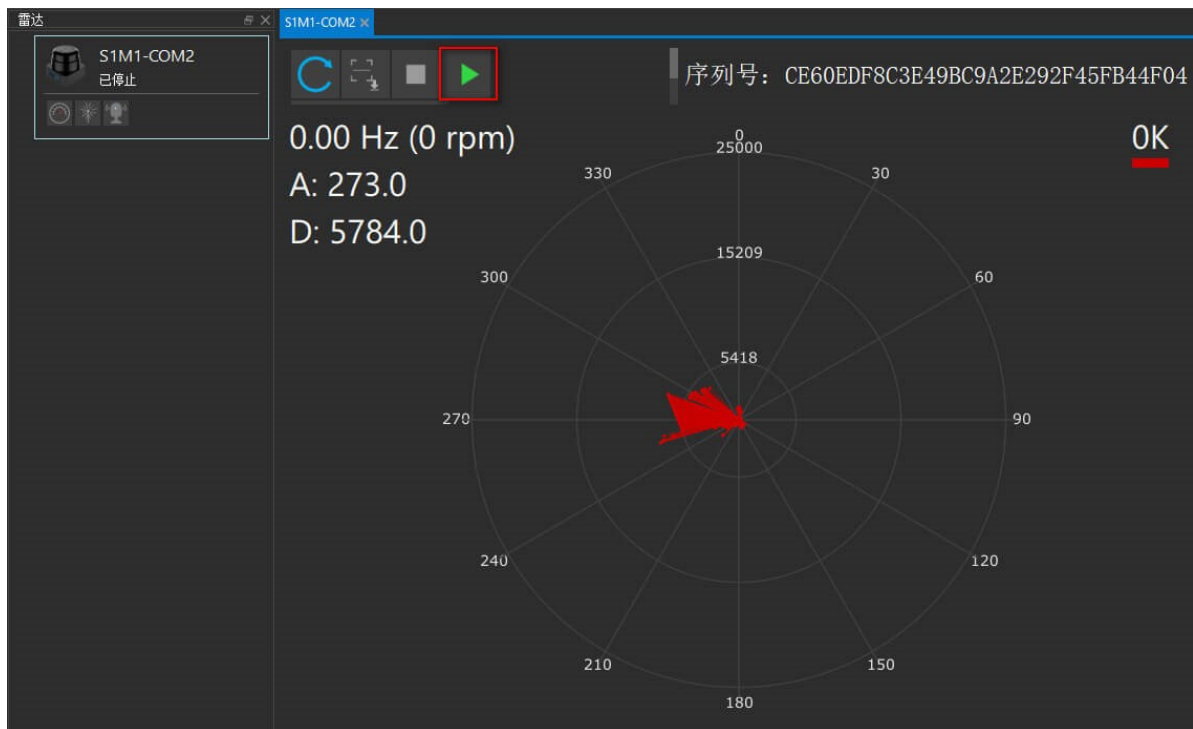 雷达
S1M1-COM2
已停止
S1M1-COM2
序列号: CE60EDF8C3E49BC9A2E292F45FB44F04
0.00 Hz (0 rpm)
A: 273.0
D: 5784.0
0K
0
25000
330
30
15209
300
60
5418
270
90
240
120
210
150
180